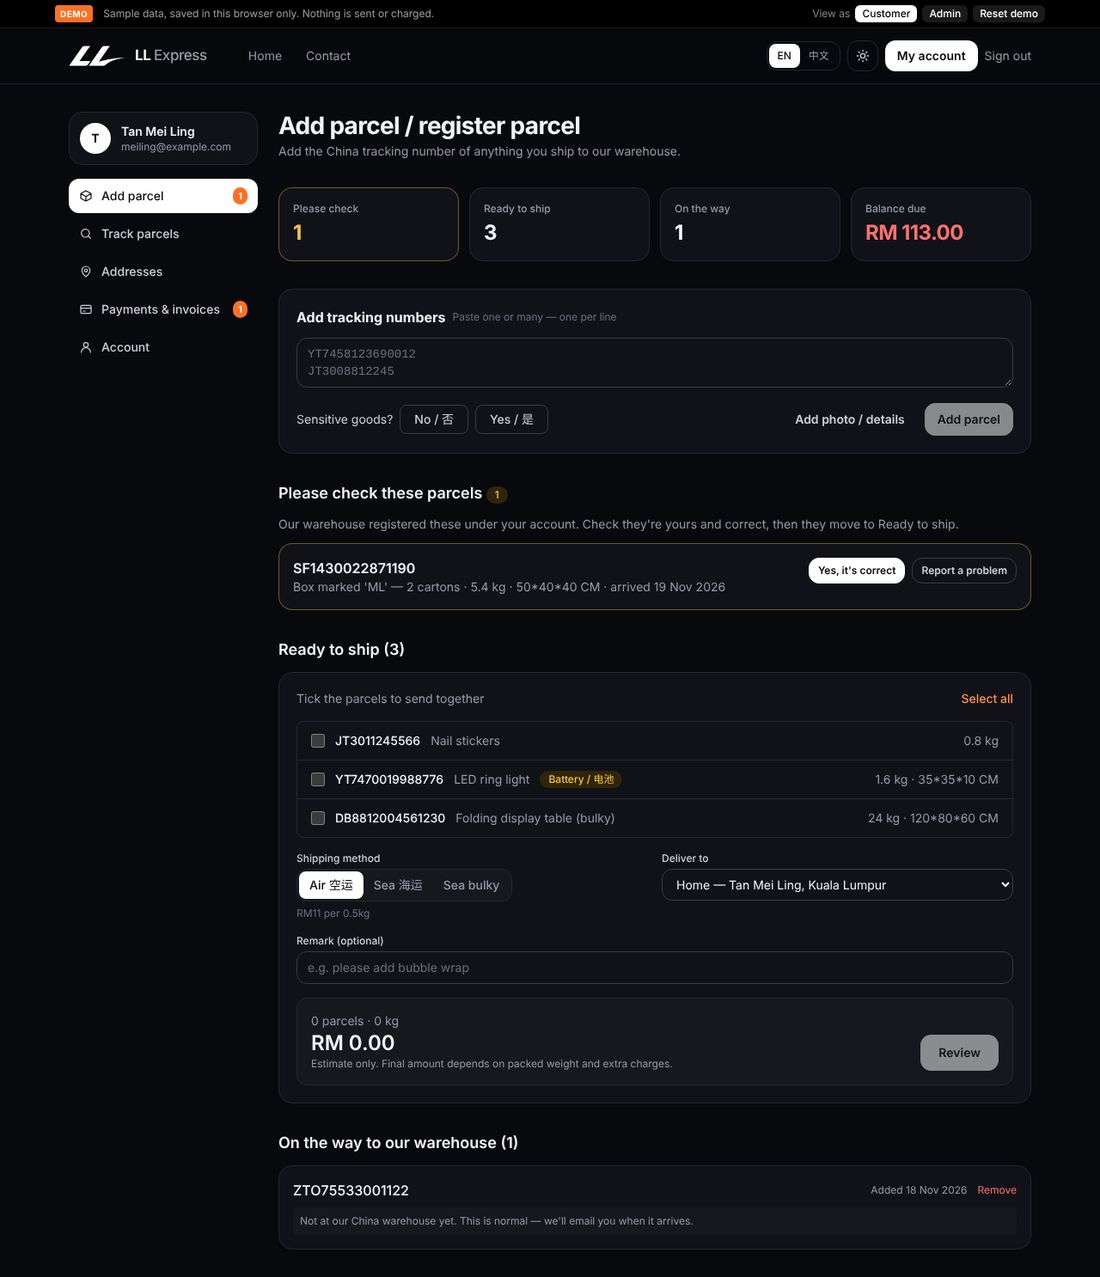 DEMO Sample data, saved in this browser only. Nothing is sent or charged. View as Customer Admin Reset demo
LL Express Home Contact EN 中文 My account Sign out
T Tan Mei Ling
meiling@example.com
Add parcel 1
Track parcels
Addresses
Payments & invoices 1
Account
Add parcel / register parcel
Add the China tracking number of anything you ship to our warehouse.
Please check Ready to ship On the way Balance due
1 3 1 RM 113.00
Add tracking numbers Paste one or many — one per line
YT7458123690012
JT3008812245
Sensitive goods? No / 否 Yes / 是 Add photo / details Add parcel
Please check these parcels 1
Our warehouse registered these under your account. Check they're yours and correct, then they move to Ready to ship.
SF1430022871190 Yes, it's correct Report a problem
Box marked 'ML' — 2 cartons · 5.4 kg · 50*40*40 CM · arrived 19 Nov 2026
Ready to ship (3)
Tick the parcels to send together Select all
JT3011245566 Nail stickers 0.8 kg
YT7470019988776 LED ring light Battery / 电池 1.6 kg · 35*35*10 CM
DB8812004561230 Folding display table (bulky) 24 kg · 120*80*60 CM
Shipping method Deliver to
Air 空运 Sea 海运 Sea bulky Home — Tan Mei Ling, Kuala Lumpur
RM11 per 0.5kg
Remark (optional)
e.g. please add bubble wrap
0 parcels · 0 kg
RM 0.00
Review
Estimate only. Final amount depends on packed weight and extra charges.
On the way to our warehouse (1)
ZTO75533001122 Added 18 Nov 2026 Remove
Not at our China warehouse yet. This is normal — we'll email you when it arrives.